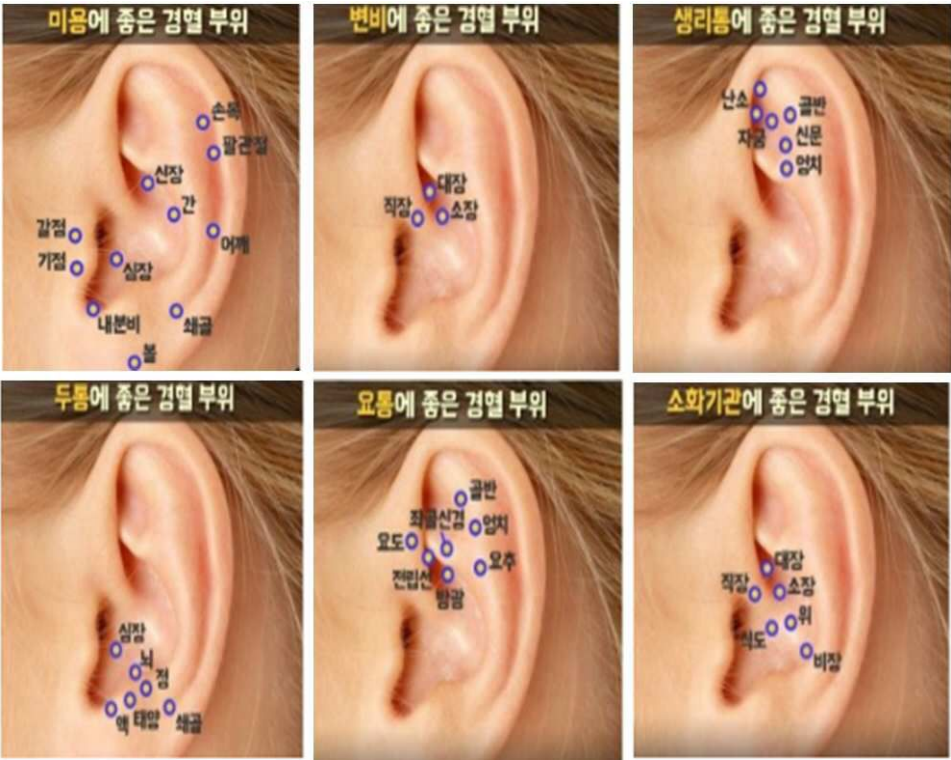 미용에 좋은 경혈 부위
손목
팔관절
신장
간
갈점
어깨
기점
심장
내분비
쇄골
볼
변비에 좋은 경혈 부위
대장
직장
소장
생리통에 좋은 경혈 부위
난소
골반
자궁
신문
엄치
두통에 좋은 경혈 부위
심장
뇌
정
액
태양
쇄골
요통에 좋은 경혈 부위
골반
좌골신경
엄치
요도
요추
전립선
방광
소화기관에 좋은 경혈 부위
대장
직장
소장
위
식도
비장